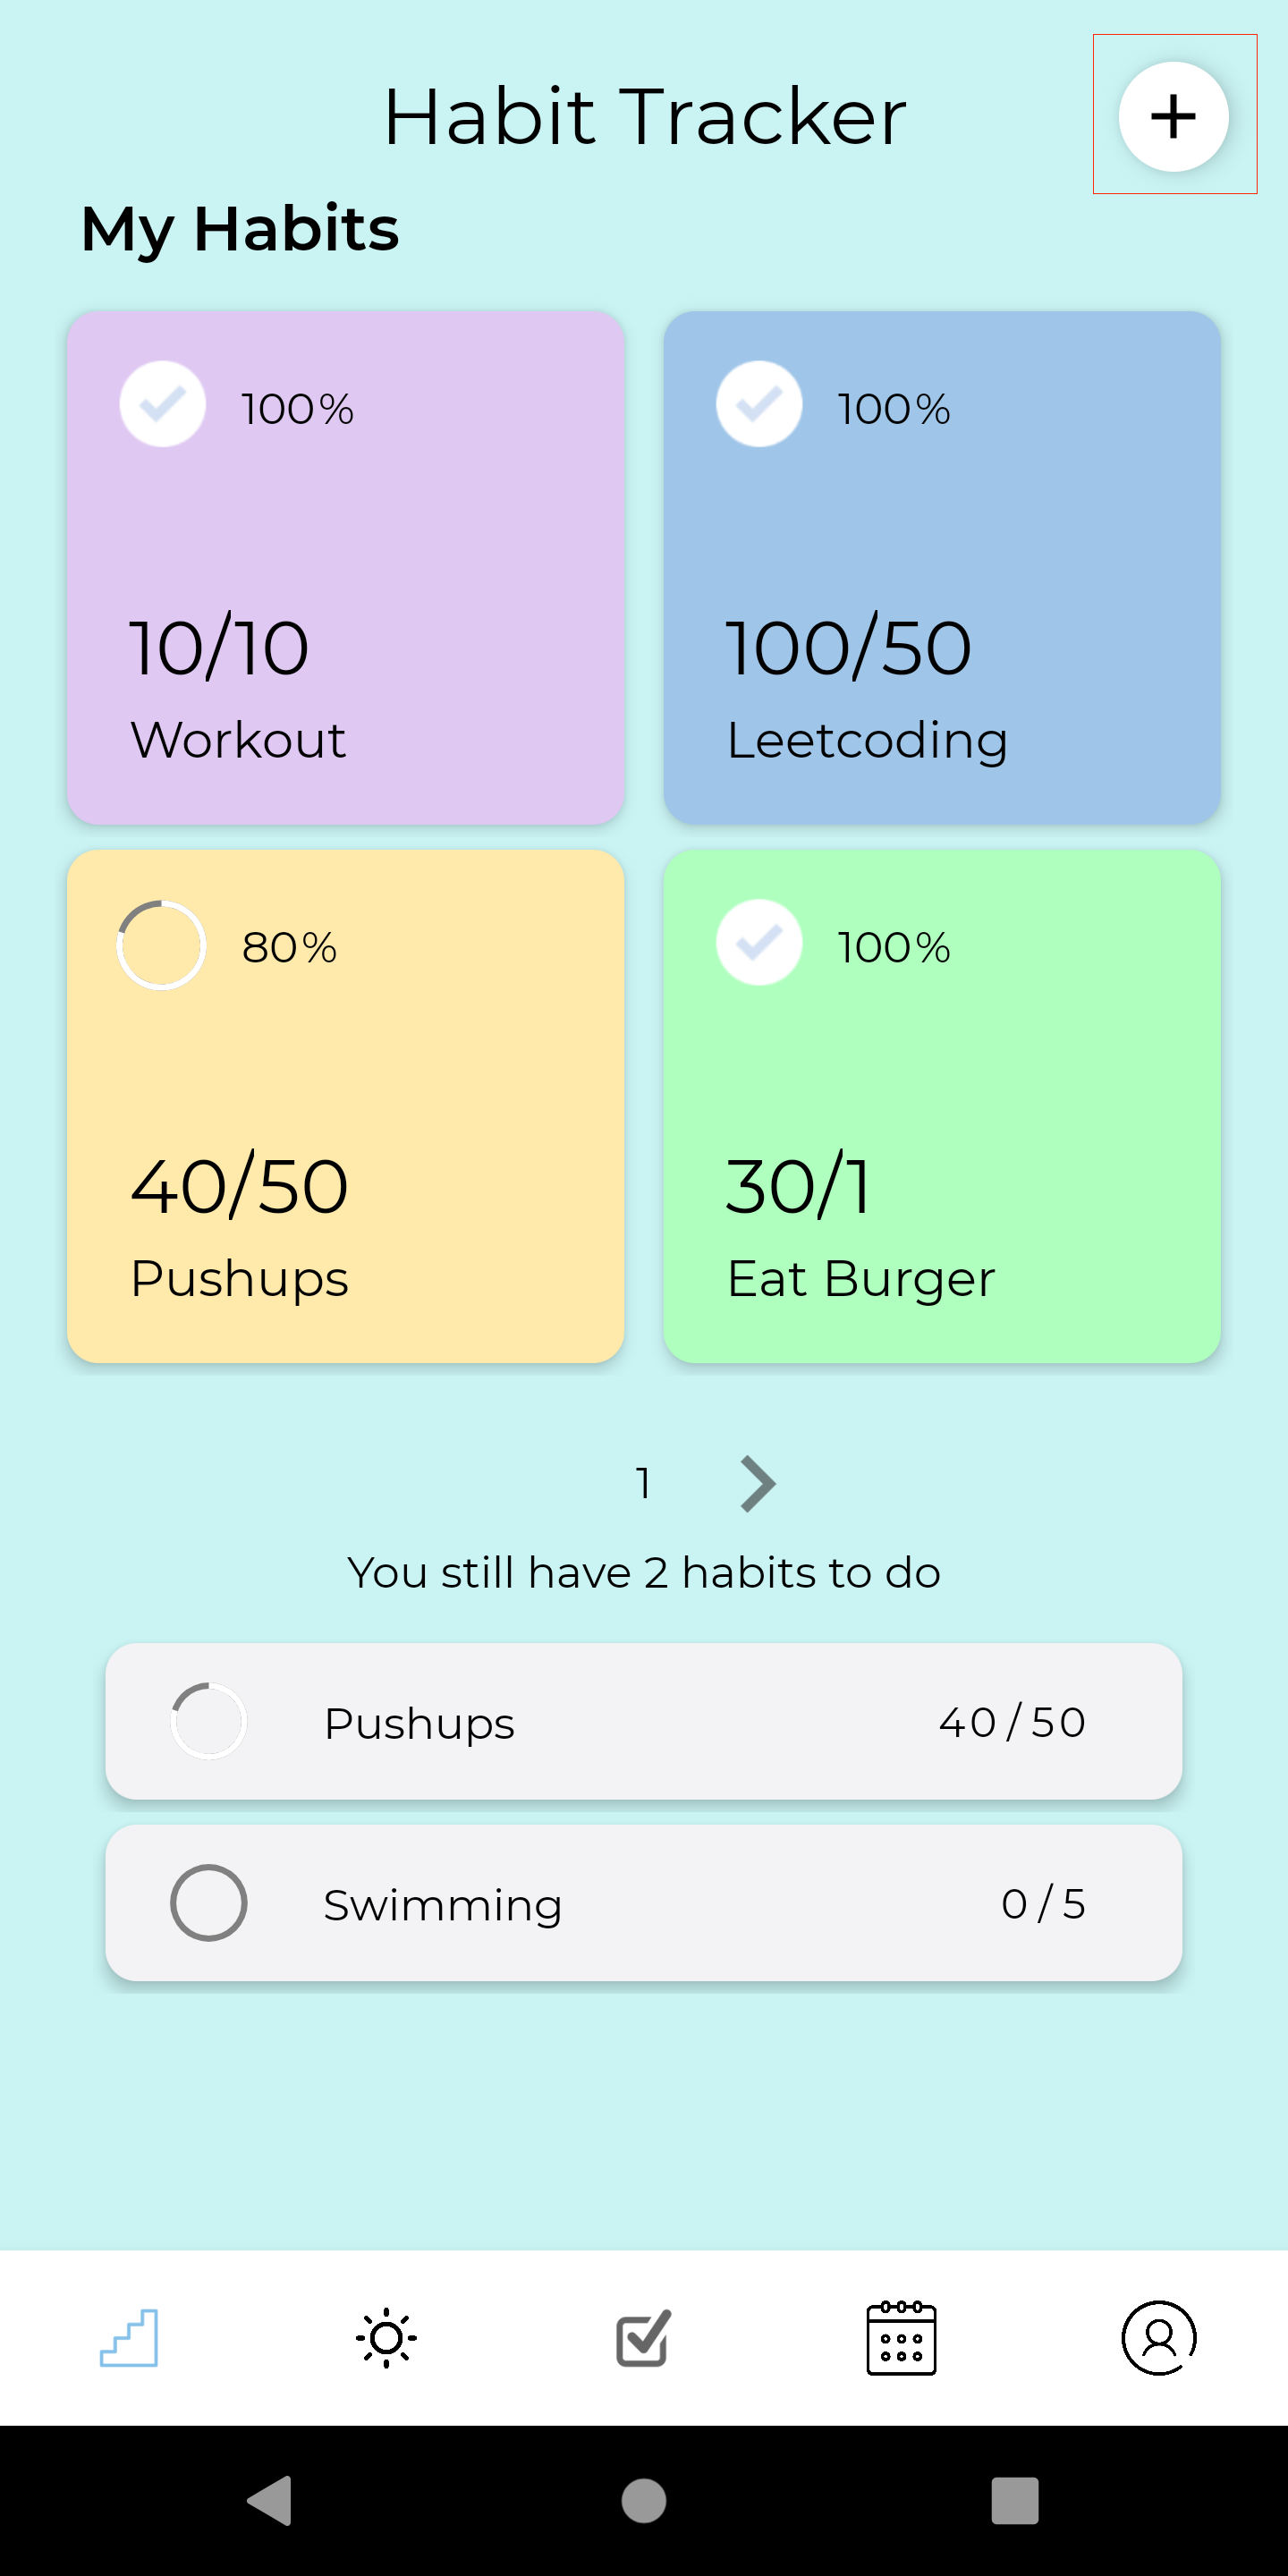 Habit Tracker
My Habits
100%
10/10
Workout
100%
100/50
Leetcoding
80%
40/50
Pushups
100%
30/1
Eat Burger
1
You still have 2 habits to do
Pushups 40 / 50
Swimming 0 / 5